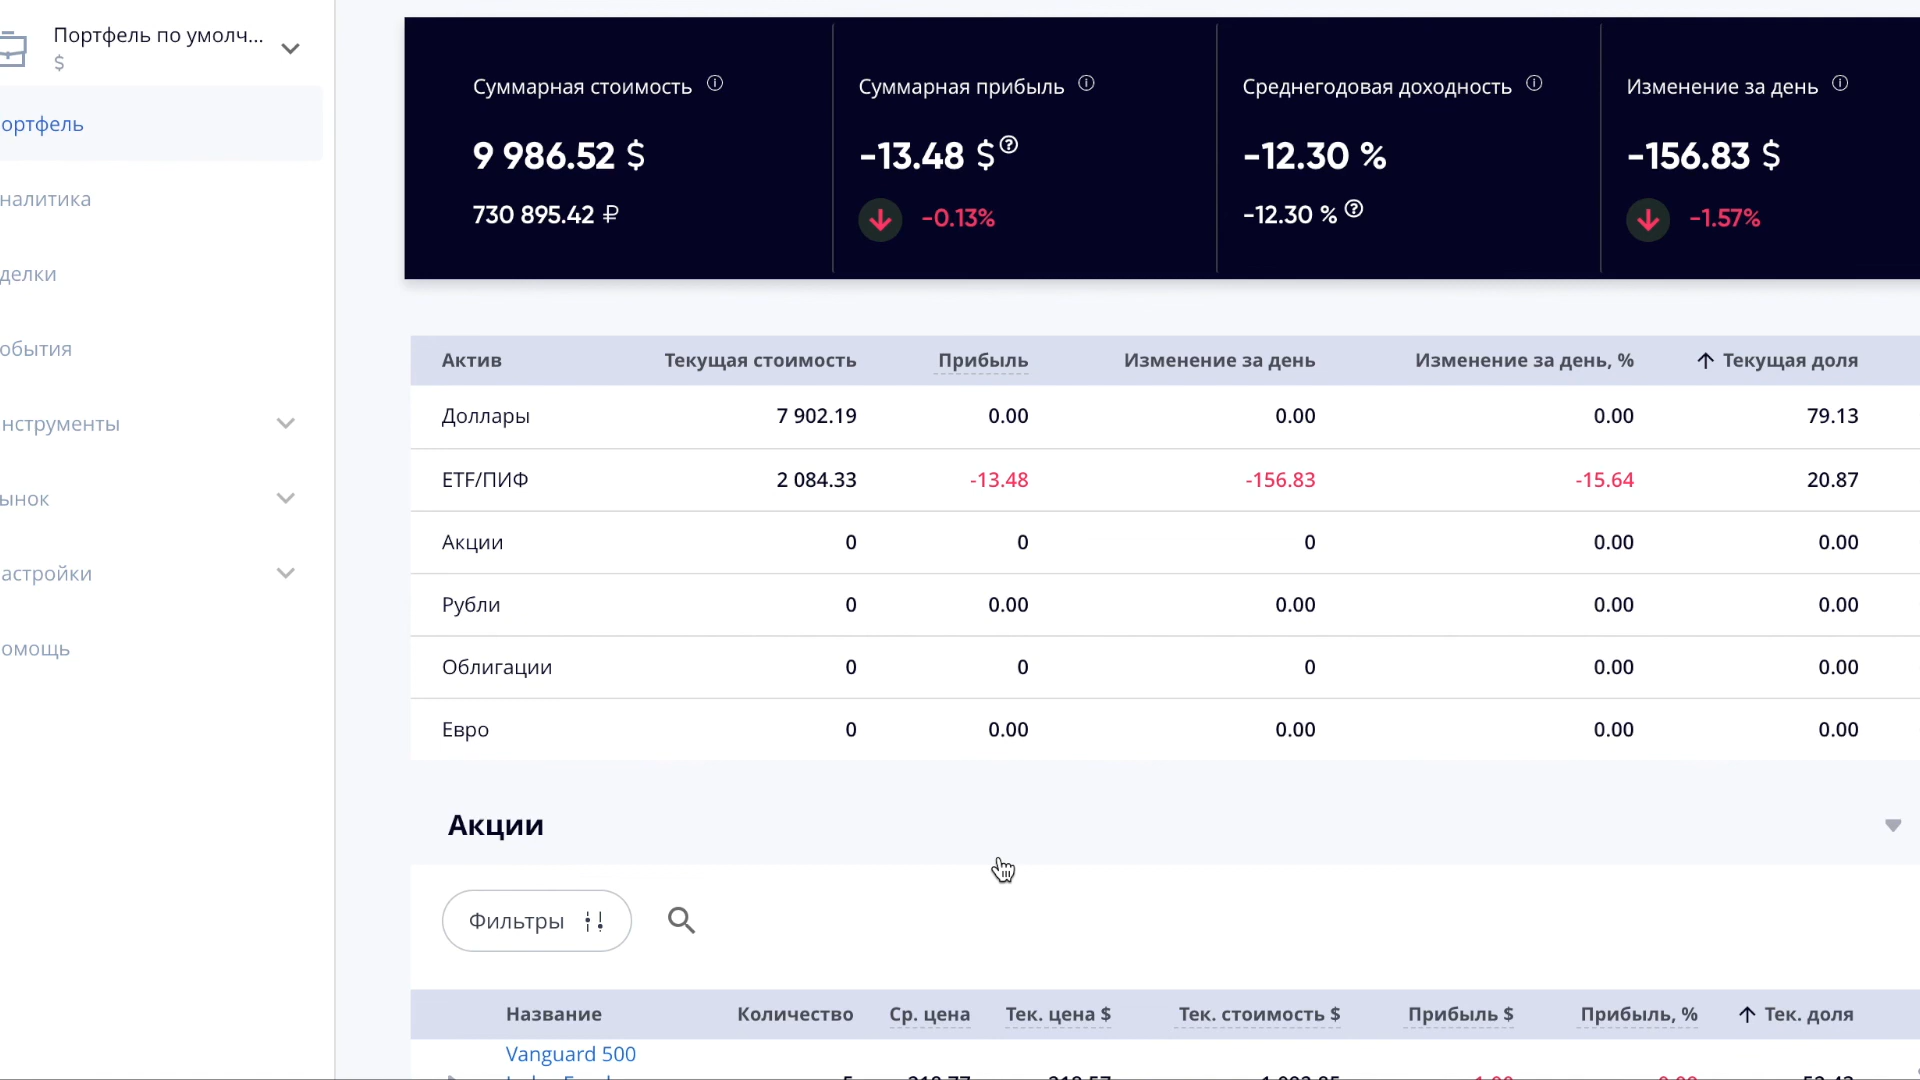 Портфель по умолч...
$
ортфель
налитика
делки
обытия
нструменты
ынок
астройки
омощь
Суммарная стоимость
9 986.52 $
730 895.42 ₽
Суммарная прибыль
-13.48 $
-0.13%
Среднегодовая доходность
-12.30 %
-12.30 %
Изменение за день
-156.83 $
-1.57%
Актив Текущая стоимость Прибыль Изменение за день Изменение за день, % ↑ Текущая доля
Доллары 7 902.19 0.00 0.00 0.00 79.13
ETF/ПИФ 2 084.33 -13.48 -156.83 -15.64 20.87
Акции 0 0 0 0.00 0.00
Рубли 0 0.00 0.00 0.00 0.00
Облигации 0 0 0 0.00 0.00
Евро 0 0.00 0.00 0.00 0.00
Акции
Фильтры
Название Количество Ср. цена Тек. цена $ Тек. стоимость $ Прибыль $ Прибыль, % ↑ Тек. доля
Vanguard 500